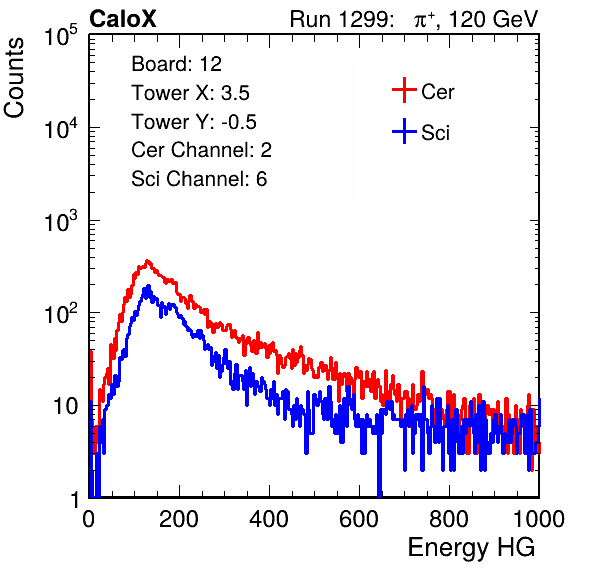 CaloX Run 1299: π⁺, 120 GeV
Counts
10⁵
10⁴
10³
10²
10
1
Board: 12
Tower X: 3.5
Tower Y: -0.5
Cer Channel: 2
Sci Channel: 6
Cer
Sci
0 200 400 600 800 1000
Energy HG